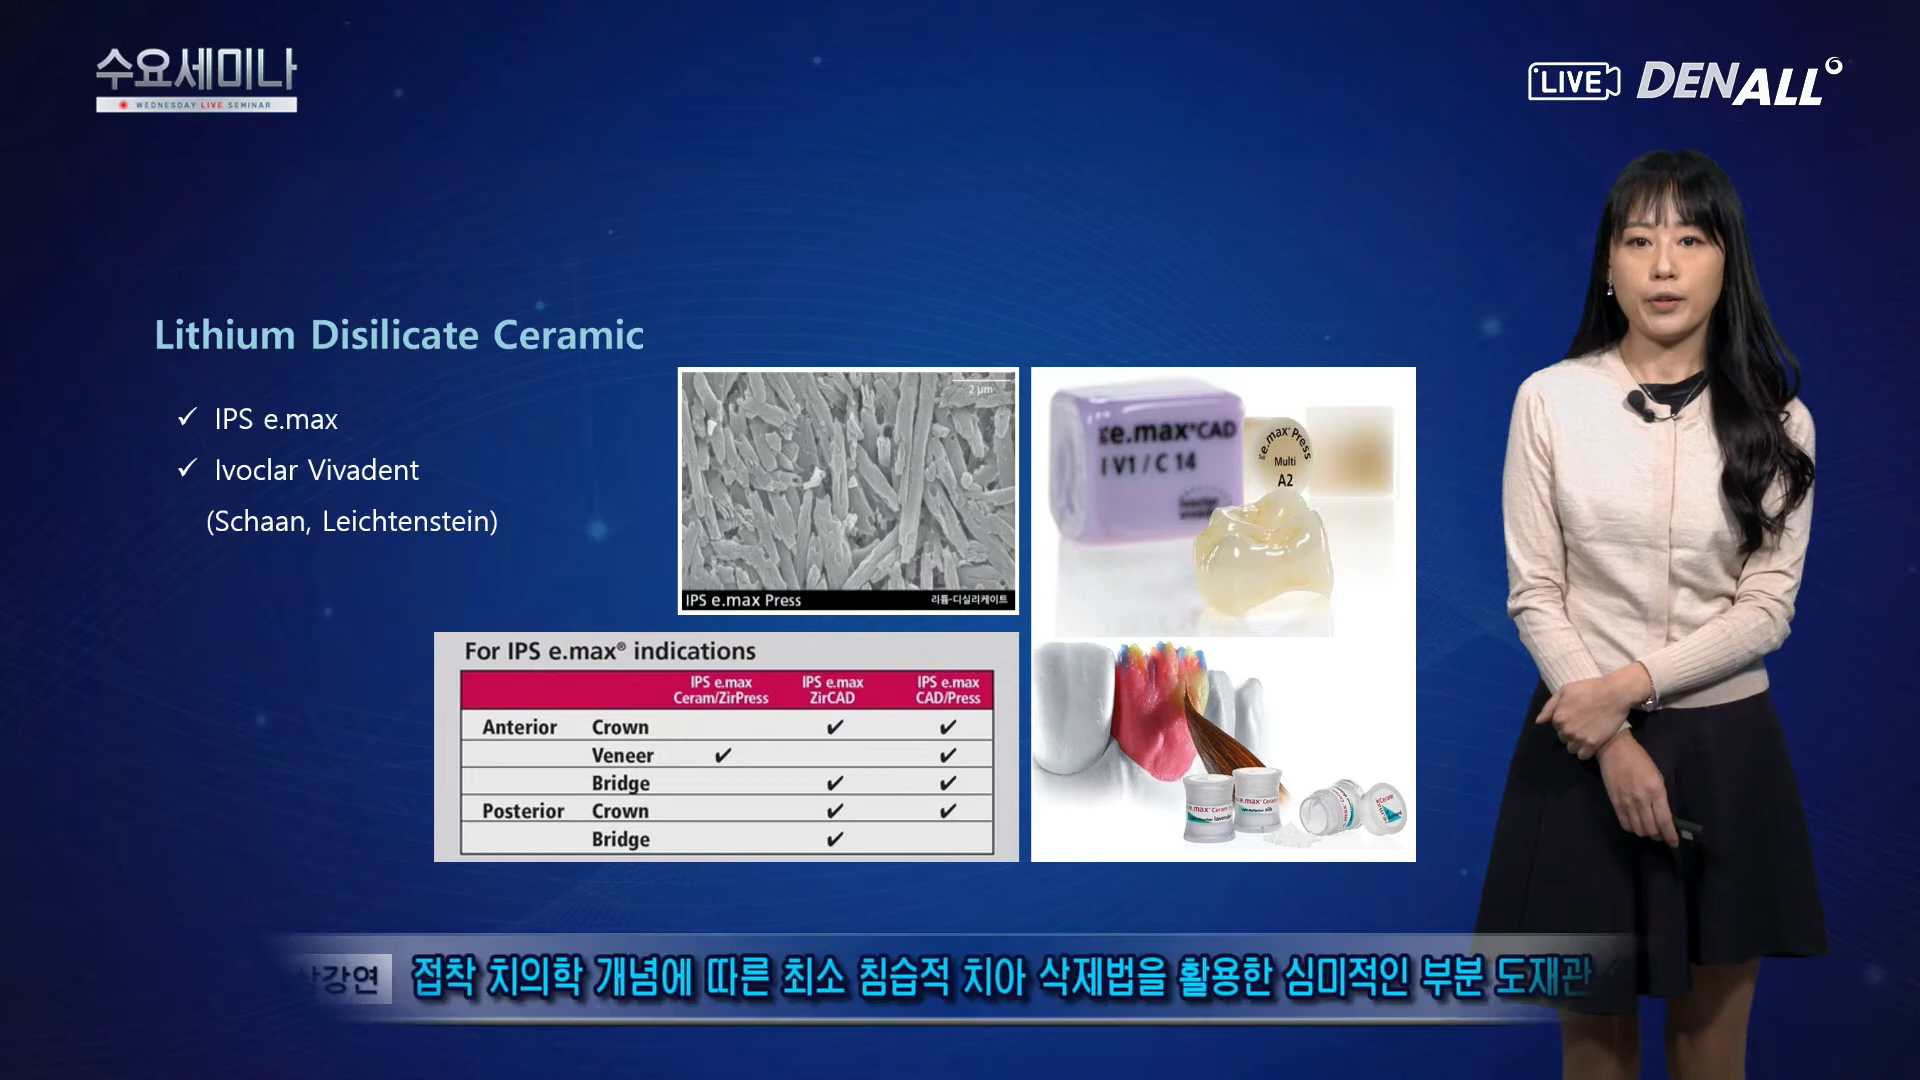 수요세미나
WEDNESDAY LIVE SEMINAR
LIVE DENALL
Lithium Disilicate Ceramic
✓ IPS e.max
✓ Ivoclar Vivadent
(Schaan, Leichtenstein)
2 µm
IPS e.max Press 리튬-디실리케이트
e.max CAD
I V1 / C 14
e.max Press
Multi
A2
For IPS e.max® indications
IPS e.max Ceram/ZirPress IPS e.max ZirCAD IPS e.max CAD/Press
Anterior Crown ✔ ✔
Veneer ✔ ✔
Bridge ✔ ✔
Posterior Crown ✔ ✔
Bridge ✔
e.max Ceram
e.max Ceram
강연 접착 치의학 개념에 따른 최소 침습적 치아 삭제법을 활용한 심미적인 부분 도재관